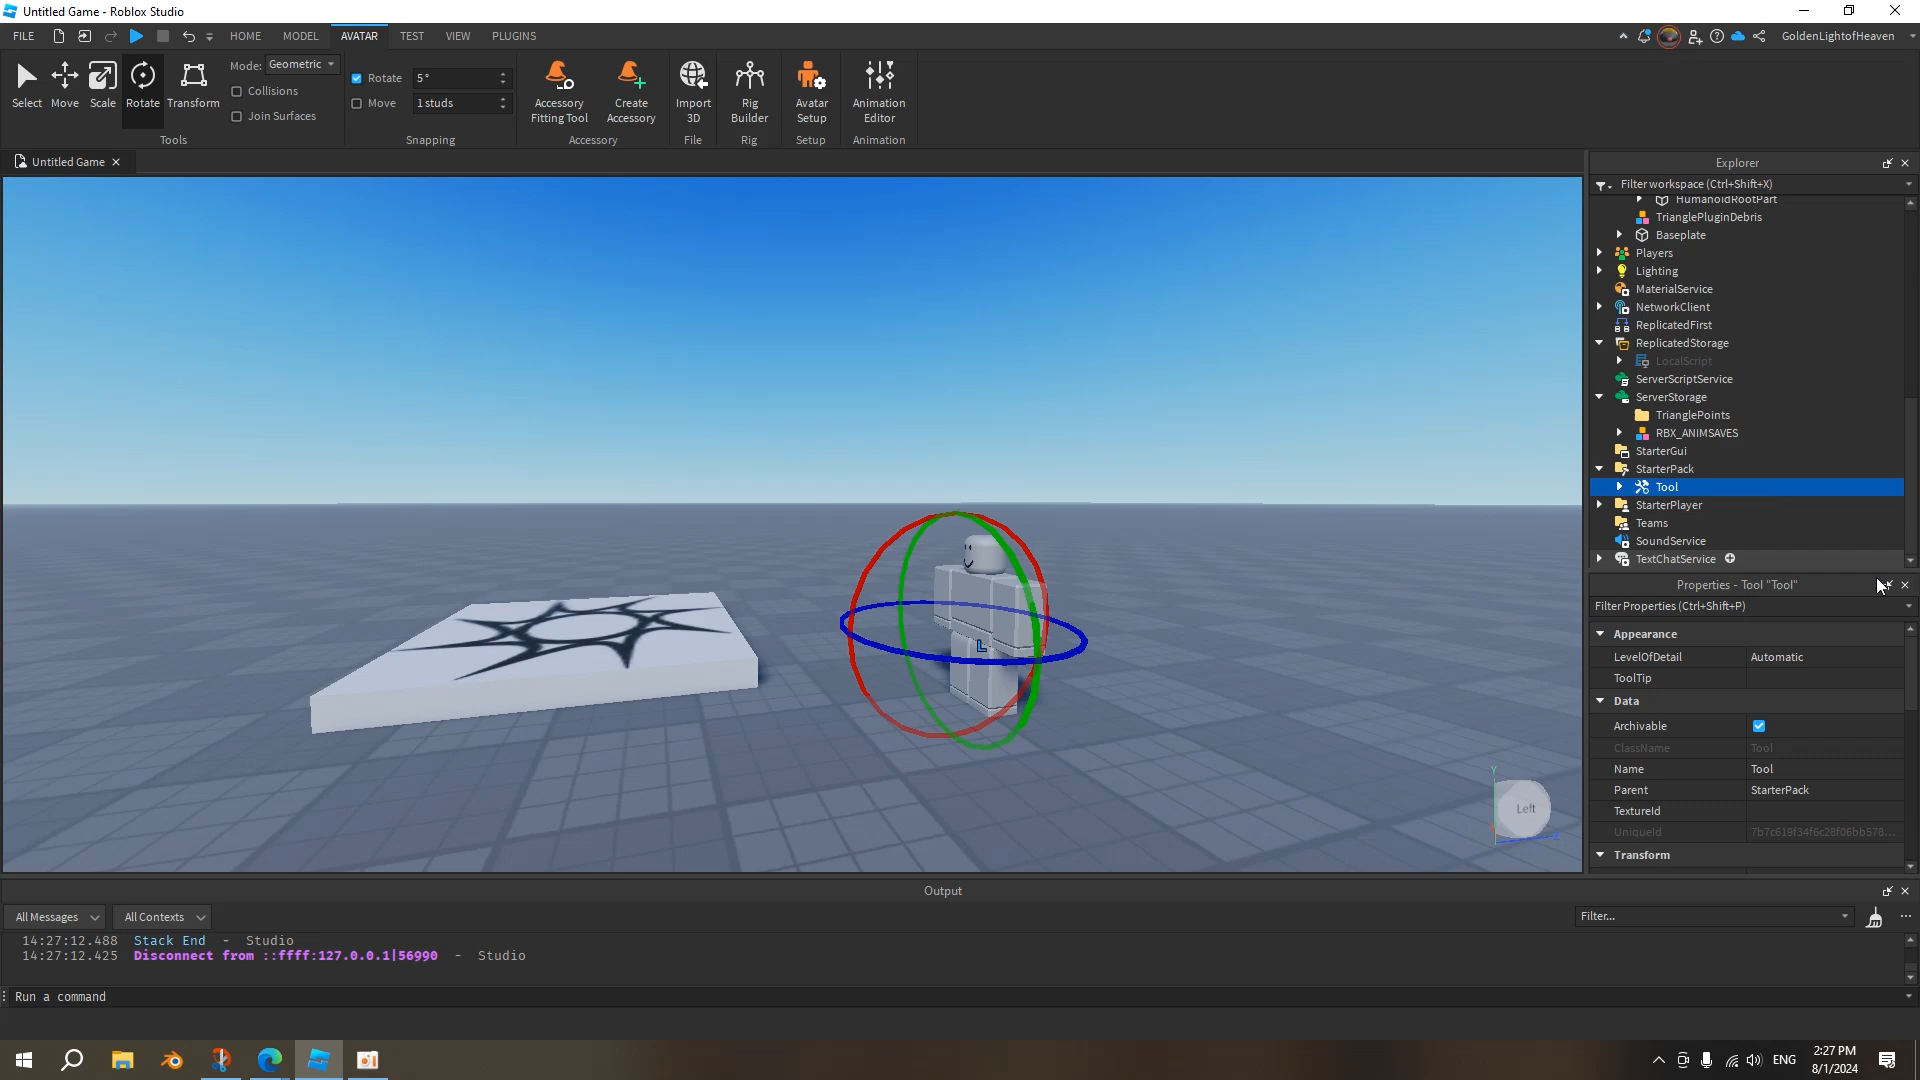 Untitled Game - Roblox Studio
FILE HOME MODEL AVATAR TEST VIEW PLUGINS GoldenLightofHeaven
Select Move Scale Rotate Transform
Mode: Geometric
Collisions
Join Surfaces
Tools
Rotate 5°
Move 1 studs
Snapping
Accessory Fitting Tool
Create Accessory
Accessory
Import 3D
File
Rig Builder
Rig
Avatar Setup
Setup
Animation Editor
Animation
Untitled Game
Explorer
Filter workspace (Ctrl+Shift+X)
HumanoidRootPart
TrianglePluginDebris
Baseplate
Players
Lighting
MaterialService
NetworkClient
ReplicatedFirst
ReplicatedStorage
LocalScript
ServerScriptService
ServerStorage
TrianglePoints
RBX_ANIMSAVES
StarterGui
StarterPack
Tool
StarterPlayer
Teams
SoundService
TextChatService
Properties - Tool "Tool"
Filter Properties (Ctrl+Shift+P)
Appearance
LevelOfDetail Automatic
ToolTip
Data
Archivable
ClassName Tool
Name Tool
Parent StarterPack
TextureId
UniqueId 7b7c619f34f6c28f06bb578...
Transform
L
Y
Left
Z
Output
All Messages All Contexts Filter...
14:27:12.488 Stack End - Studio
14:27:12.425 Disconnect from ::ffff:127.0.0.1|56990 - Studio
Run a command
ENG
2:27 PM
8/1/2024